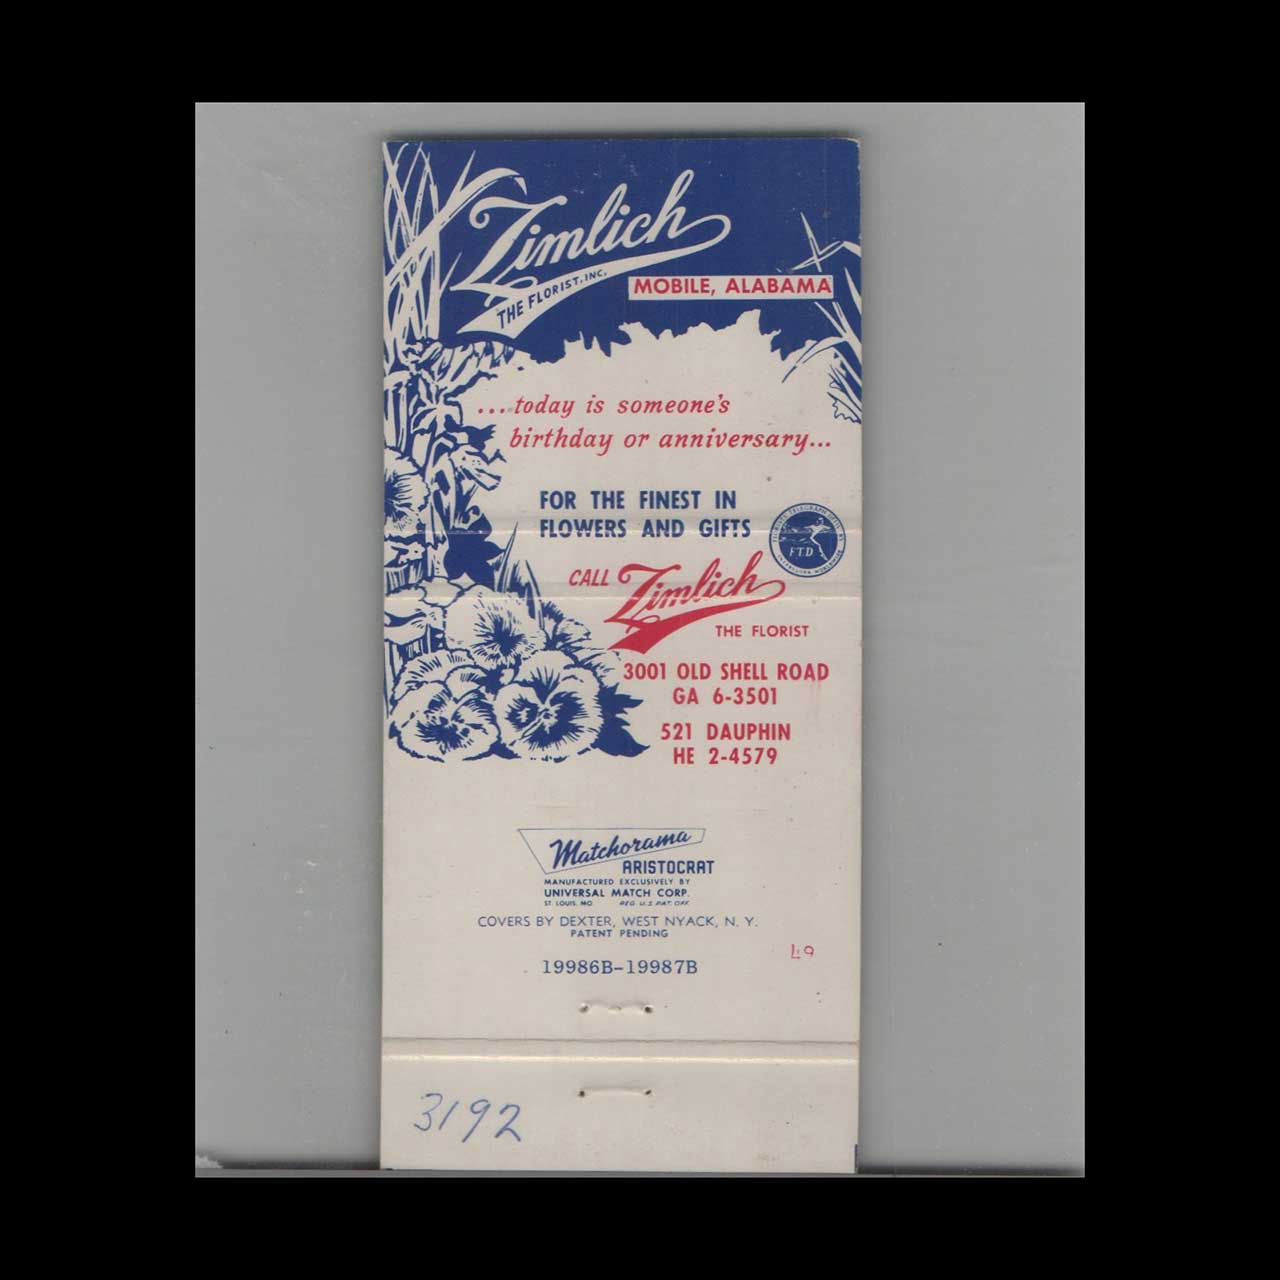 Zimlich
THE FLORIST, INC.
MOBILE, ALABAMA
...today is someone's
birthday or anniversary...
FOR THE FINEST IN
FLOWERS AND GIFTS
F.T.D
CALL Zimlich
THE FLORIST
3001 OLD SHELL ROAD
GA 6-3501
521 DAUPHIN
HE 2-4579
Matchorama
ARISTOCRAT
MANUFACTURED EXCLUSIVELY BY
UNIVERSAL MATCH CORP.
ST. LOUIS, MO. REG. U.S. PAT. OFF.
COVERS BY DEXTER, WEST NYACK, N. Y.
PATENT PENDING
19986B-19987B
3192